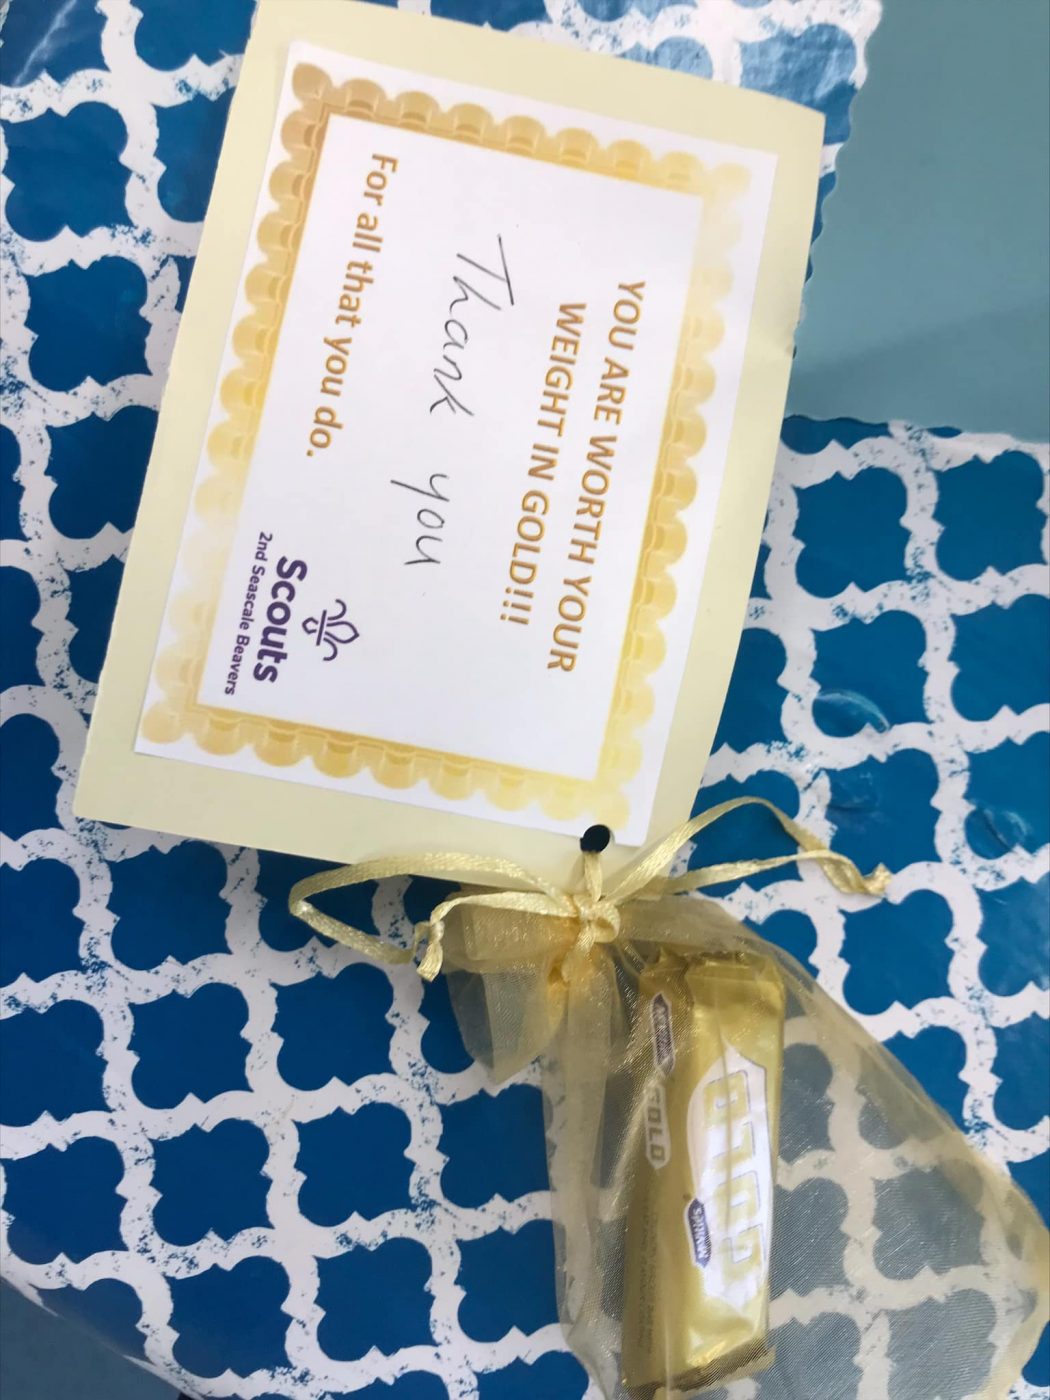 YOU ARE WORTH YOUR
WEIGHT IN GOLD!!!
Thank you
For all that you do.
Scouts
2nd Seascale Beavers
GOLD
GOLD